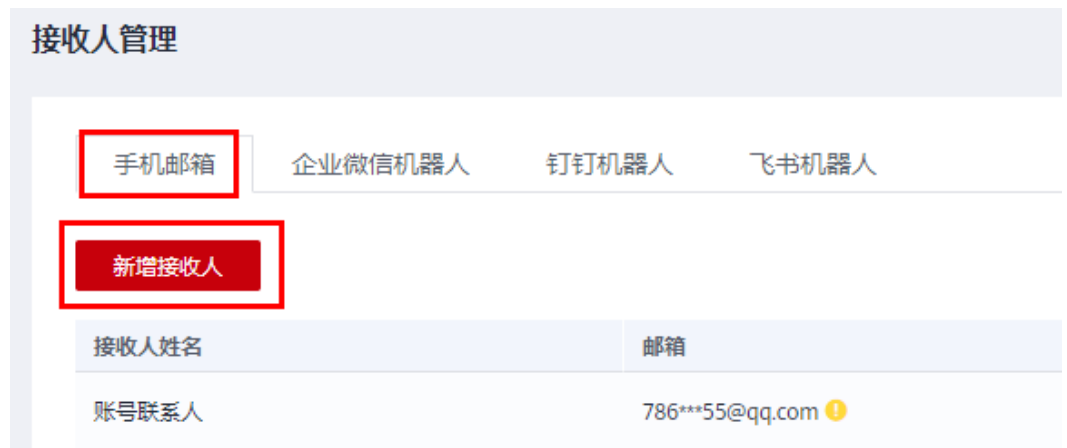 接收人管理
手机邮箱 企业微信机器人 钉钉机器人 飞书机器人
新增接收人
接收人姓名 邮箱
账号联系人 786***55@qq.com